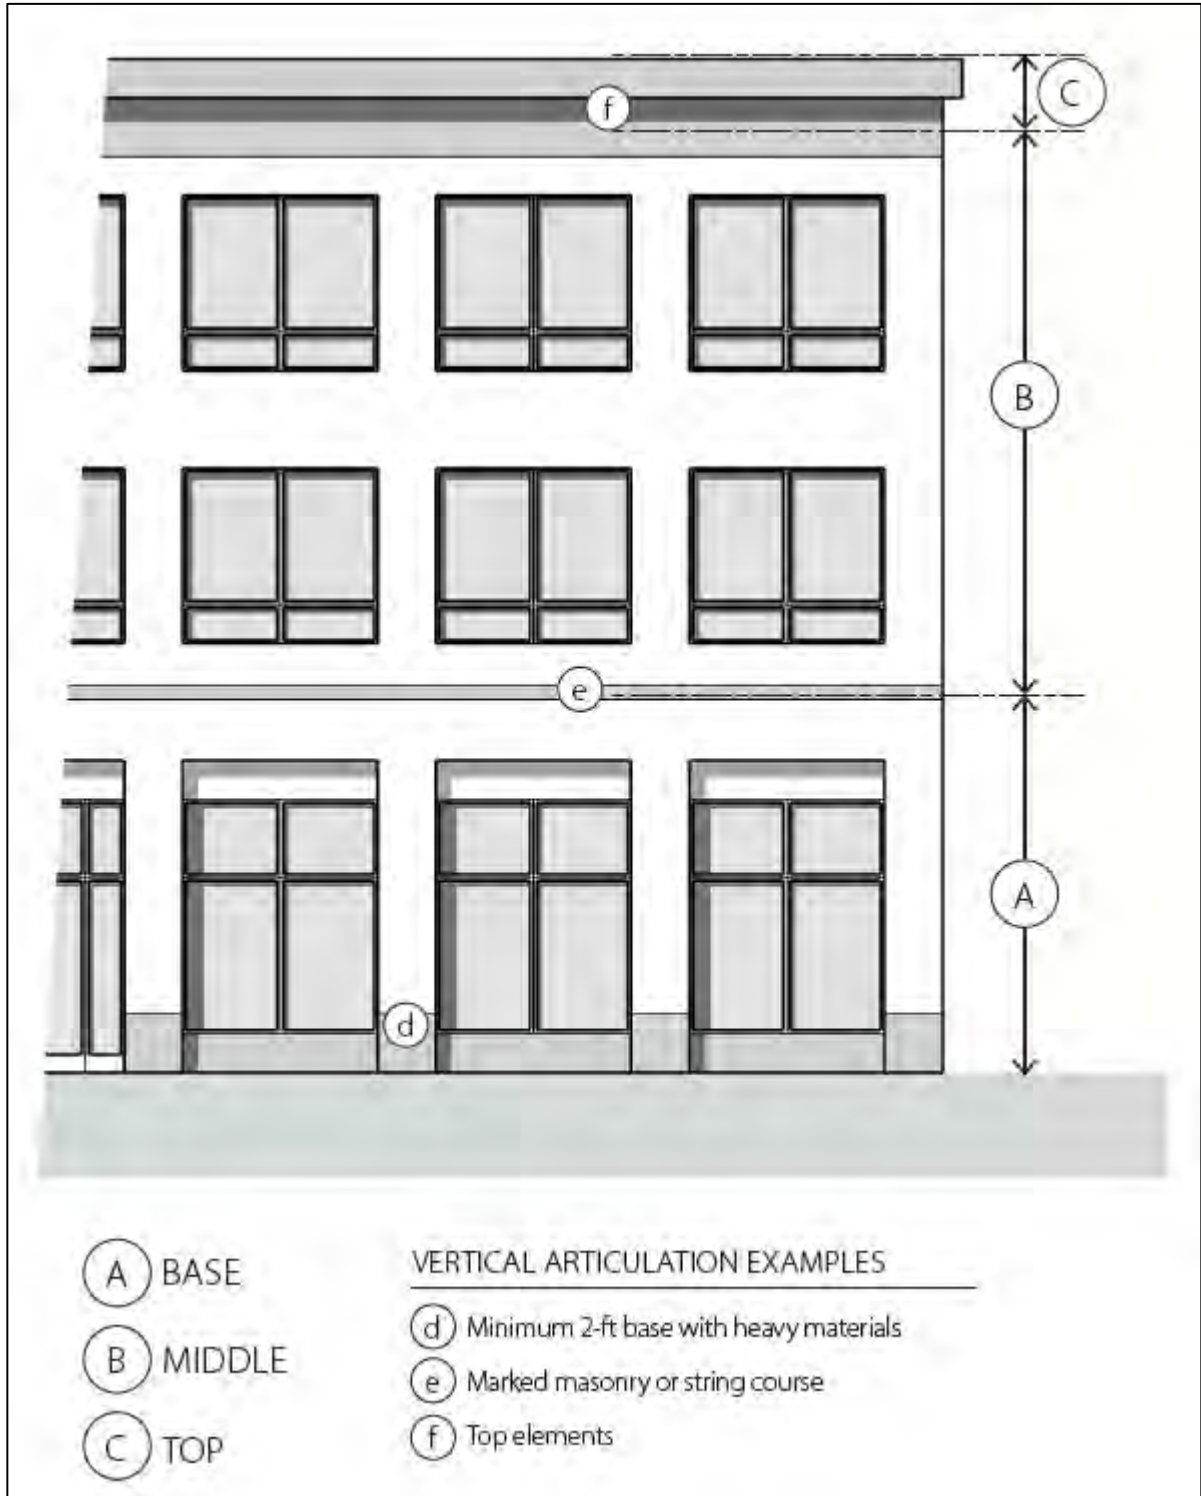 C
f
B
e
A
d
A BASE
B MIDDLE
C TOP
VERTICAL ARTICULATION EXAMPLES
d Minimum 2-ft base with heavy materials
e Marked masonry or string course
f Top elements